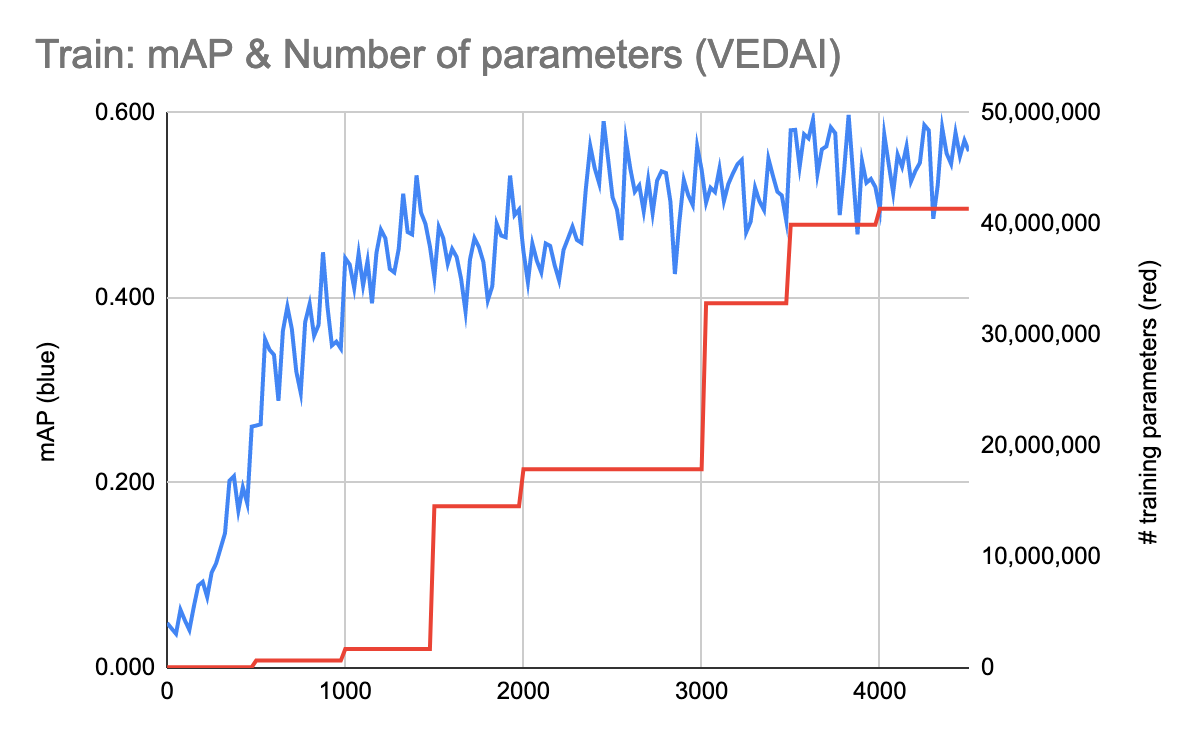 Train: mAP & Number of parameters (VEDAI)
0.600
0.400
0.200
0.000
mAP (blue)
50,000,000
40,000,000
30,000,000
20,000,000
10,000,000
0
# training parameters (red)
0 1000 2000 3000 4000